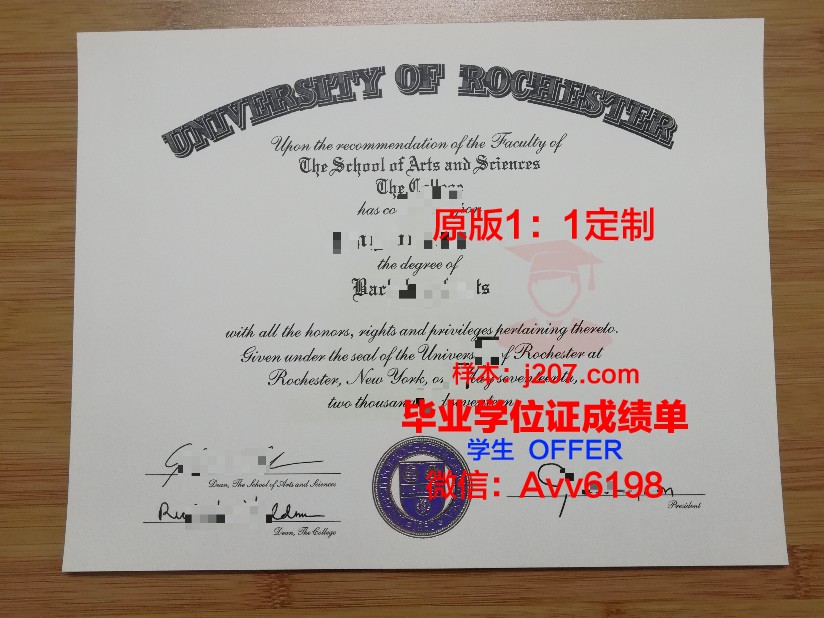 UNIVERSITY OF ROCHESTER
Upon the recommendation of the Faculty of
The School of Arts and Sciences
The
has
原版1：1定制
the degree of
with all the honors, rights and privileges pertaining thereto.
Given under the seal of the of Rochester at
Rochester, New York, seventeenth,
样本：j207.com
two
毕业学位证成绩单
学生 OFFER
微信：Avv6198
Dean, The School of Arts and Sciences
President
Dean, The College